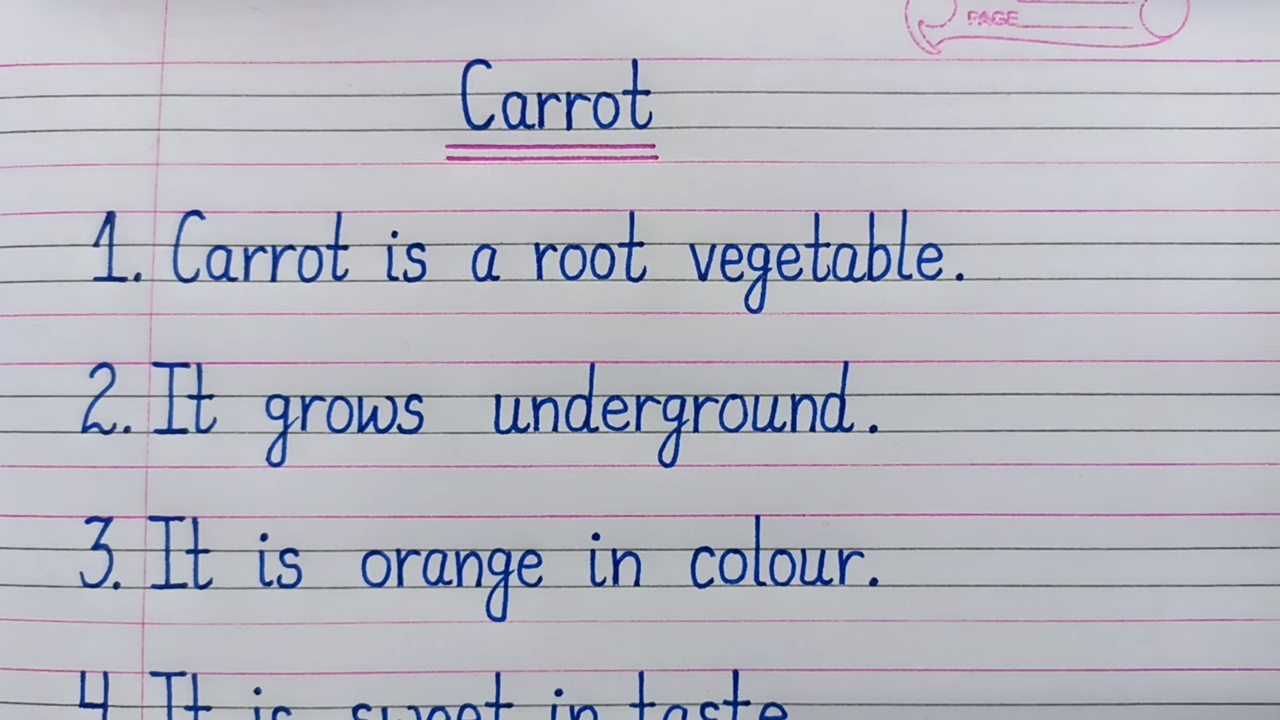 PAGE
Carrot
1. Carrot is a root vegetable.
2. It grows underground.
3. It is orange in colour.
4. It is sweet in taste